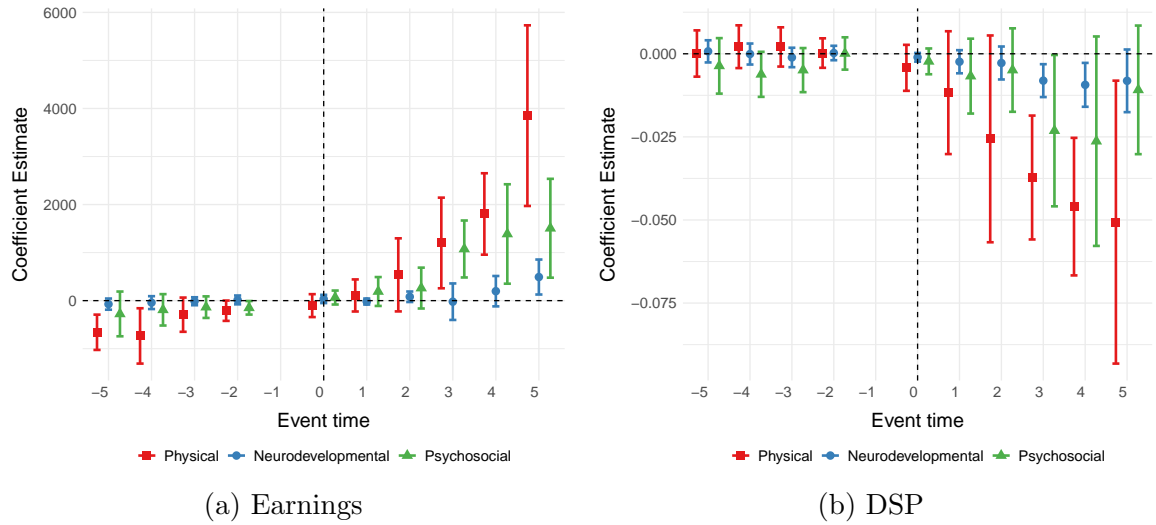 6000
4000
2000
0
Coefficient Estimate
−5 −4 −3 −2 0 1 2 3 4 5
Event time
Physical Neurodevelopmental Psychosocial
(a) Earnings
0.000
−0.025
−0.050
−0.075
Coefficient Estimate
−5 −4 −3 −2 0 1 2 3 4 5
Event time
Physical Neurodevelopmental Psychosocial
(b) DSP